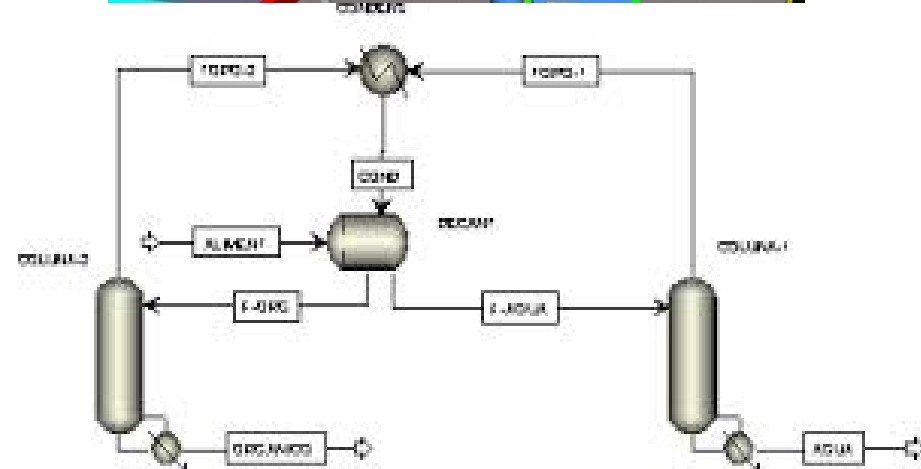 CONDENS
TOPO-2
TOPO-1
COND
DECANT
ALIMENT
COLUNA-2
COLUNA-1
F-ORG
F-AGUA
ORGANICO
AGUA